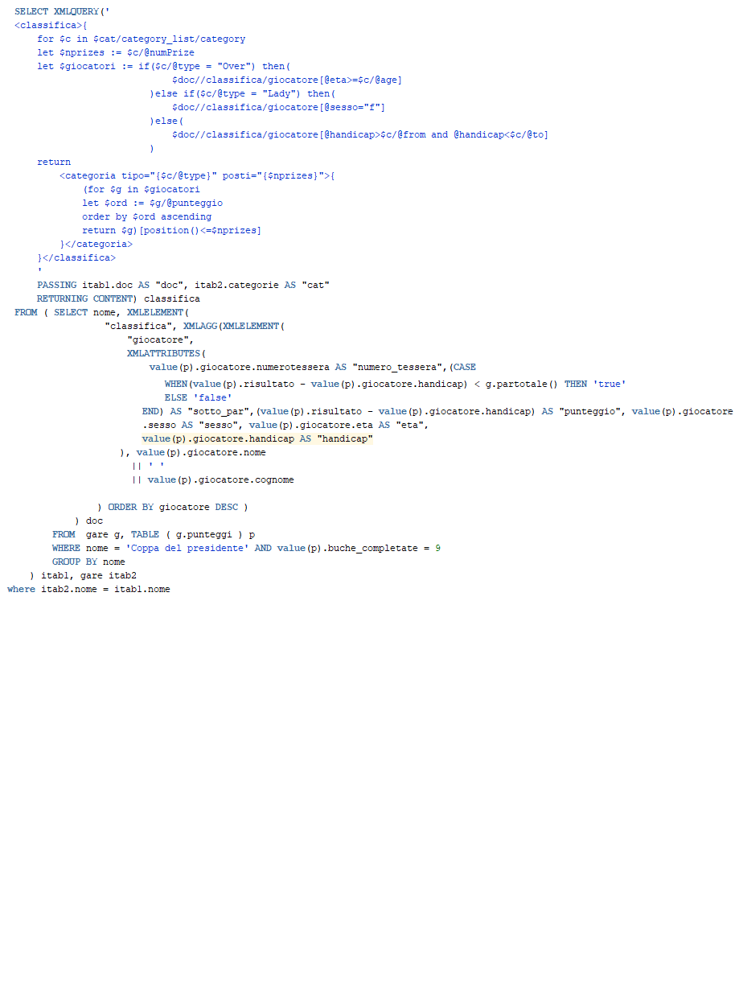 SELECT XMLQUERY('
<classifica>{
for $c in $cat/category_list/category
let $nprizes := $c/@numPrize
let $giocatori := if($c/@type = "Over") then(
$doc//classifica/giocatore[@eta>=$c/@age]
)else if($c/@type = "Lady") then(
$doc//classifica/giocatore[@sesso="f"]
)else(
$doc//classifica/giocatore[@handicap>$c/@from and @handicap<$c/@to]
)
return
<categoria tipo="{$c/@type}" posti="{$nprizes}">{
(for $g in $giocatori
let $ord := $g/@punteggio
order by $ord ascending
return $g)[position()<=$nprizes]
}</categoria>
}</classifica>
'
PASSING itab1.doc AS "doc", itab2.categorie AS "cat"
RETURNING CONTENT) classifica
FROM ( SELECT nome, XMLELEMENT(
"classifica", XMLAGG(XMLELEMENT(
"giocatore",
XMLATTRIBUTES(
value(p).giocatore.numerotessera AS "numero_tessera",(CASE
WHEN(value(p).risultato - value(p).giocatore.handicap) < g.partotale() THEN 'true'
ELSE 'false'
END) AS "sotto_par",(value(p).risultato - value(p).giocatore.handicap) AS "punteggio", value(p).giocatore
.sesso AS "sesso", value(p).giocatore.eta AS "eta",
value(p).giocatore.handicap AS "handicap"
), value(p).giocatore.nome
|| ' '
|| value(p).giocatore.cognome
) ORDER BY giocatore DESC )
) doc
FROM gare g, TABLE ( g.punteggi ) p
WHERE nome = 'Coppa del presidente' AND value(p).buche_completate = 9
GROUP BY nome
) itab1, gare itab2
where itab2.nome = itab1.nome